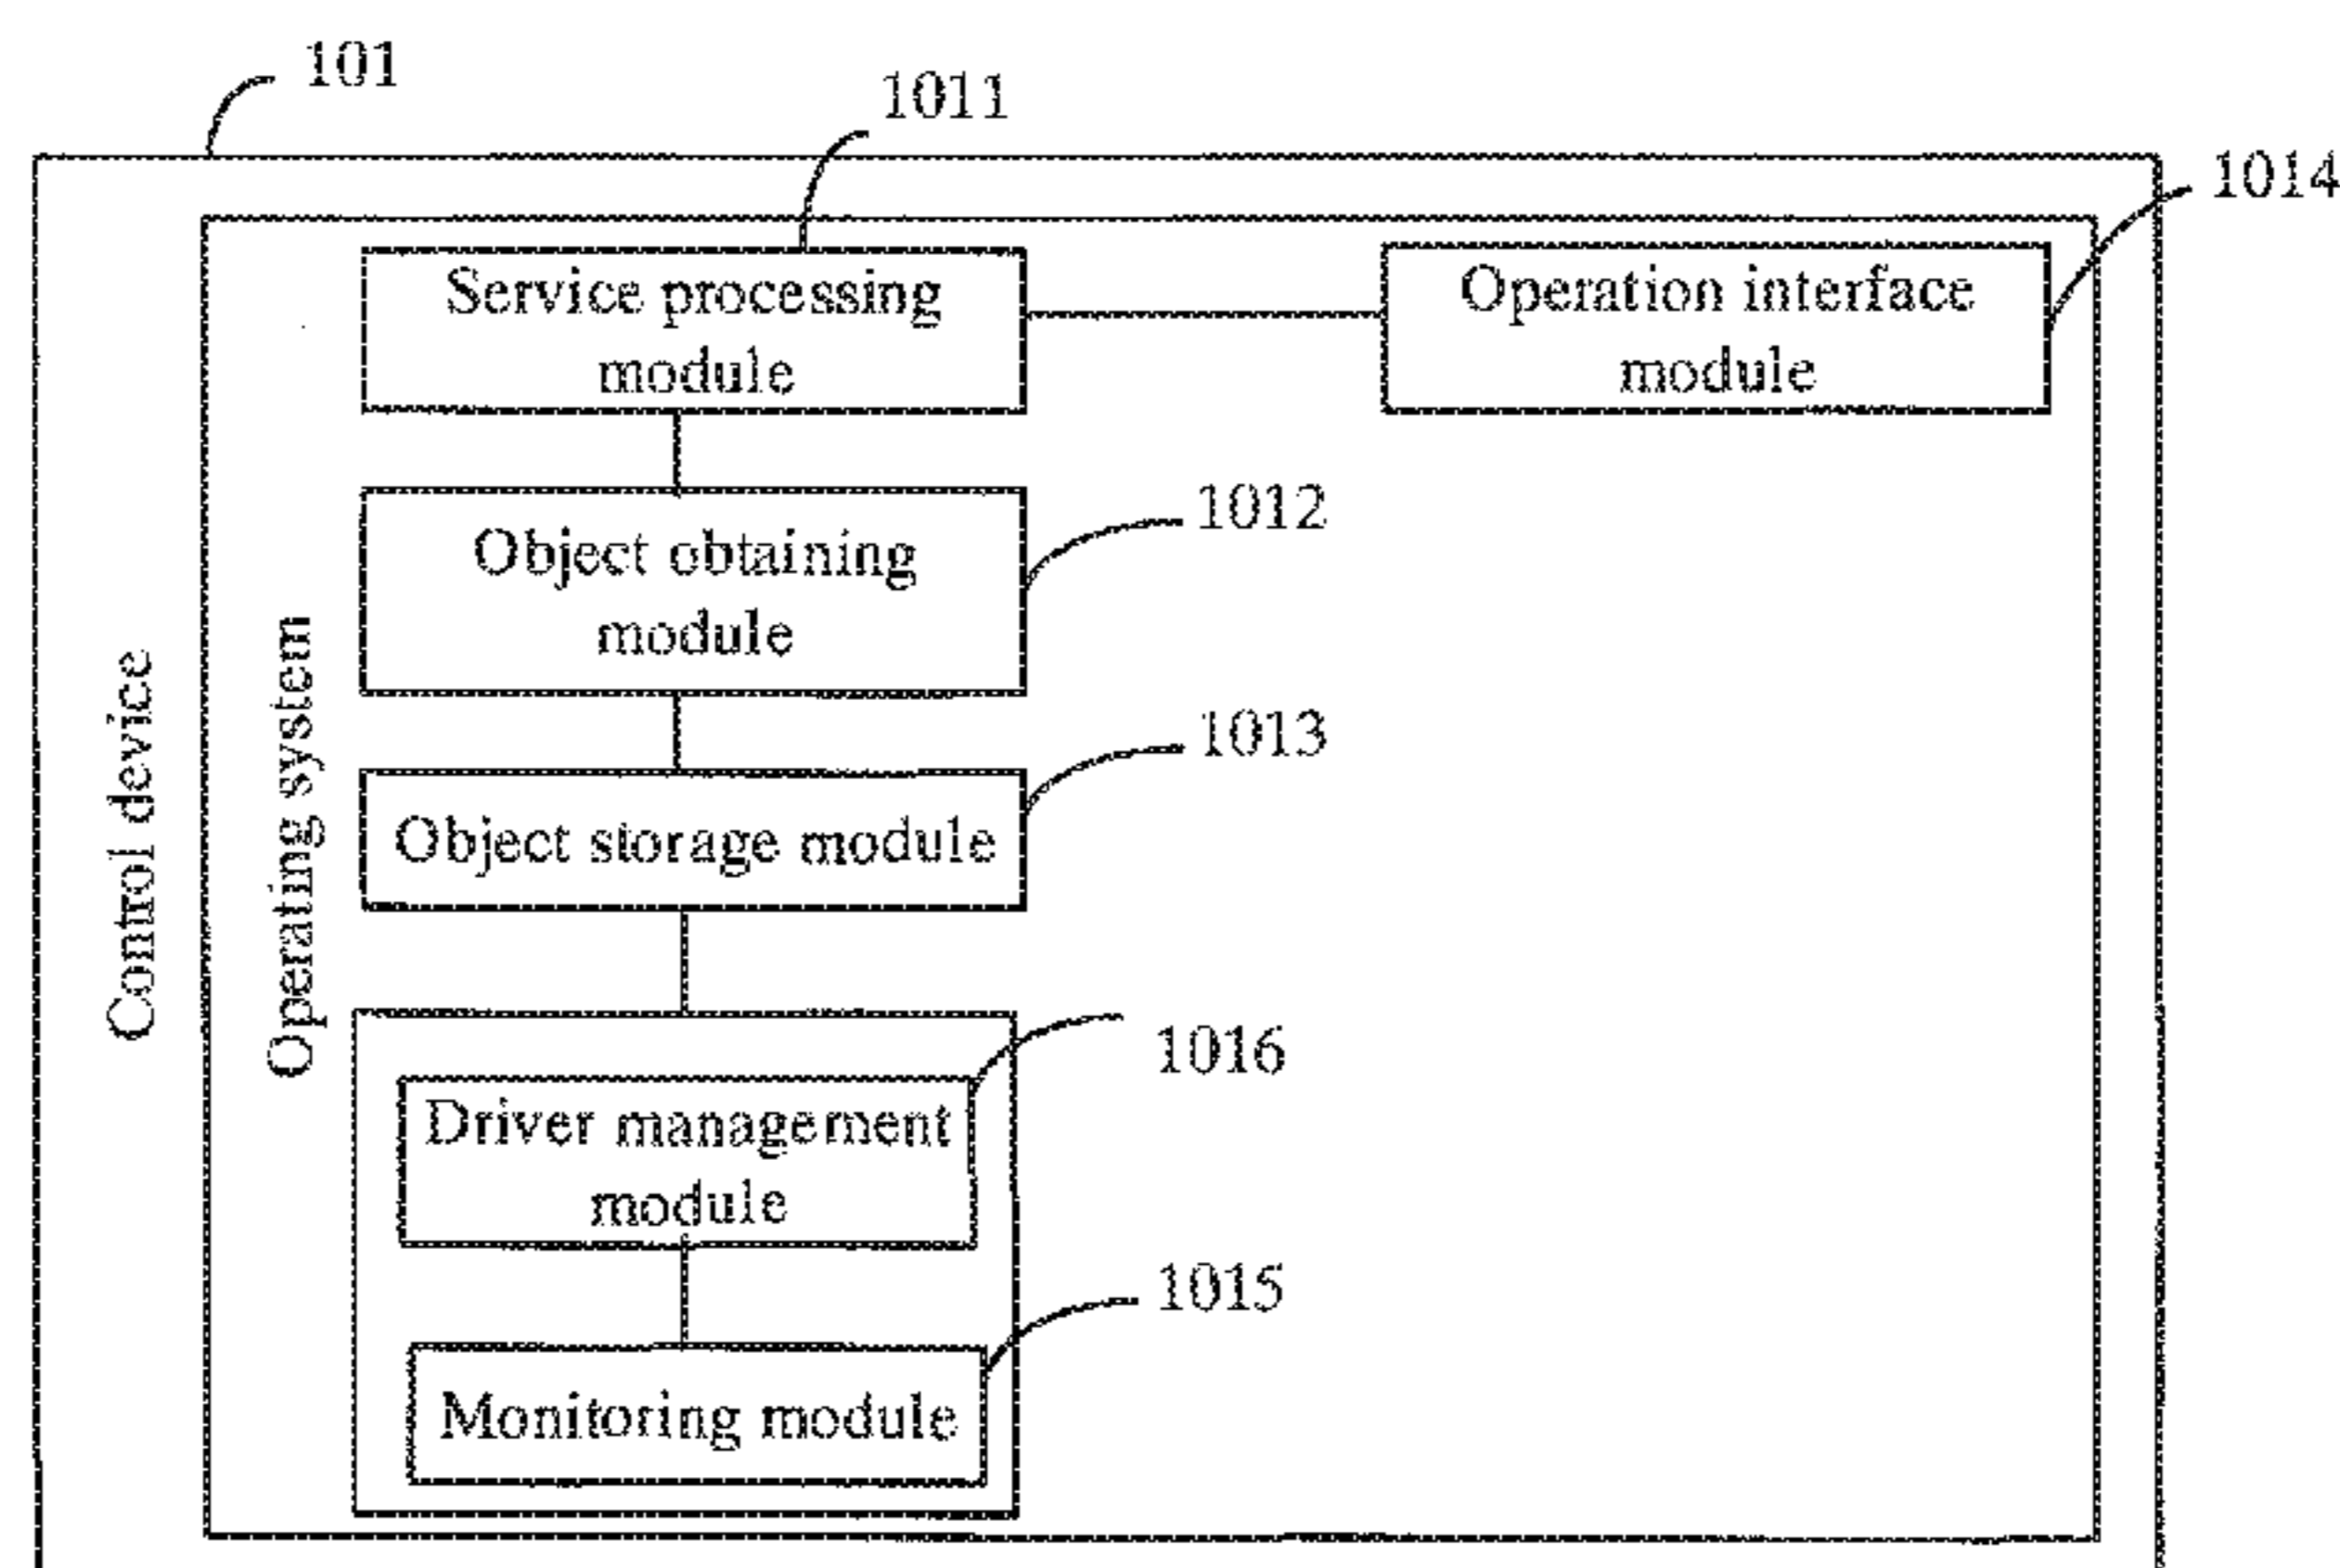 101
1011
1014
Service processing
module
Operation interface
module
1012
Object obtaining
module
1013
Object storage module
Control device
Operating system
1016
Driver management
module
1015
Monitoring module